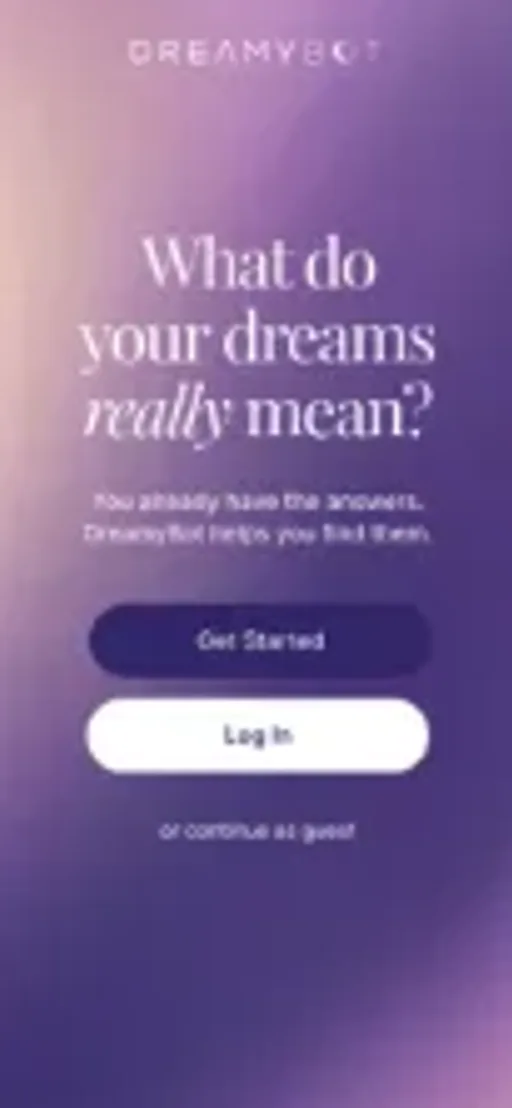 DREAMYBOT
What do
your dreams
really mean?
You already have the answers.
DreamyBot helps you find them.
Get Started
Log In
or continue as guest